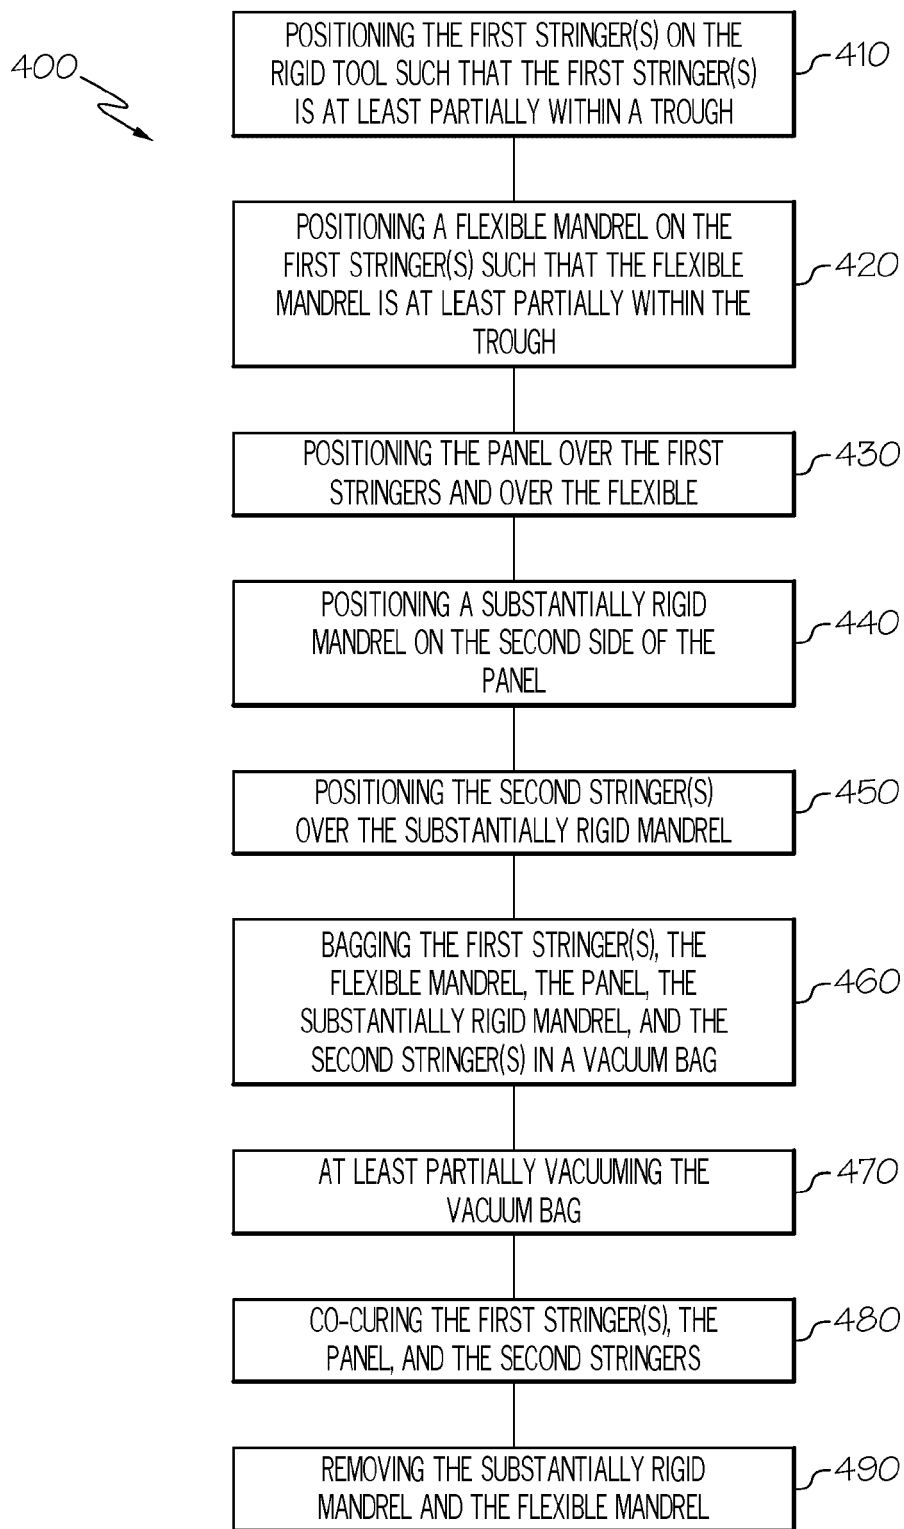 400
POSITIONING THE FIRST STRINGER(S) ON THE
RIGID TOOL SUCH THAT THE FIRST STRINGER(S)
IS AT LEAST PARTIALLY WITHIN A TROUGH
410
POSITIONING A FLEXIBLE MANDREL ON THE
FIRST STRINGER(S) SUCH THAT THE FLEXIBLE
MANDREL IS AT LEAST PARTIALLY WITHIN THE
TROUGH
420
POSITIONING THE PANEL OVER THE FIRST
STRINGERS AND OVER THE FLEXIBLE
430
POSITIONING A SUBSTANTIALLY RIGID
MANDREL ON THE SECOND SIDE OF THE
PANEL
440
POSITIONING THE SECOND STRINGER(S)
OVER THE SUBSTANTIALLY RIGID MANDREL
450
BAGGING THE FIRST STRINGER(S), THE
FLEXIBLE MANDREL, THE PANEL, THE
SUBSTANTIALLY RIGID MANDREL, AND THE
SECOND STRINGER(S) IN A VACUUM BAG
460
AT LEAST PARTIALLY VACUUMING THE
VACUUM BAG
470
CO-CURING THE FIRST STRINGER(S), THE
PANEL, AND THE SECOND STRINGERS
480
REMOVING THE SUBSTANTIALLY RIGID
MANDREL AND THE FLEXIBLE MANDREL
490